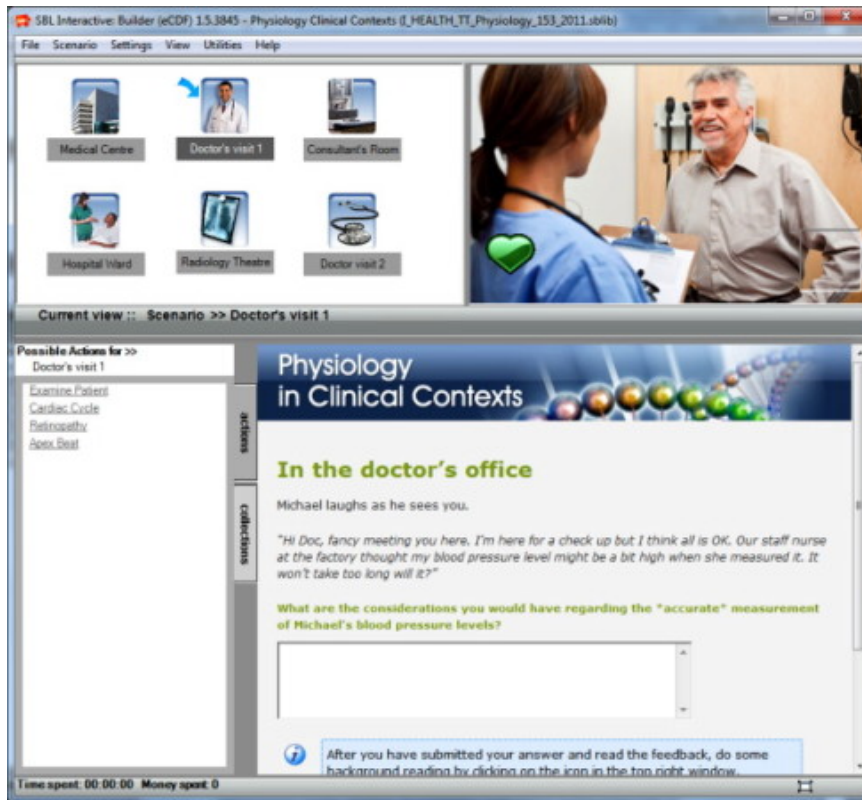 SBL Interactive: Builder (eCDF) 1.5.3845 - Physiology Clinical Contexts (I_HEALTH_TT_Physiology_153_2011.sblib)
File Scenario Settings View Utilities Help
Medical Centre Doctor's visit 1 Consultant's Room
Hospital Ward Radiology Theatre Doctor visit 2
Current view :: Scenario >> Doctor's visit 1
Possible Actions for >>
Doctor's visit 1
Examine Patient
Cardiac Cycle
Retinopathy
Apex Beat
actions
collections
Physiology
in Clinical Contexts
In the doctor's office
Michael laughs as he sees you.
"Hi Doc, fancy meeting you here. I'm here for a check up but I think all is OK. Our staff nurse
at the factory thought my blood pressure level might be a bit high when she measured it. It
won't take too long will it?"
What are the considerations you would have regarding the "accurate" measurement
of Michael's blood pressure levels?
After you have submitted your answer and read the feedback, do some
background reading by clicking on the icon in the top right window.
Time spent: 00:00:00 Money spent: 0